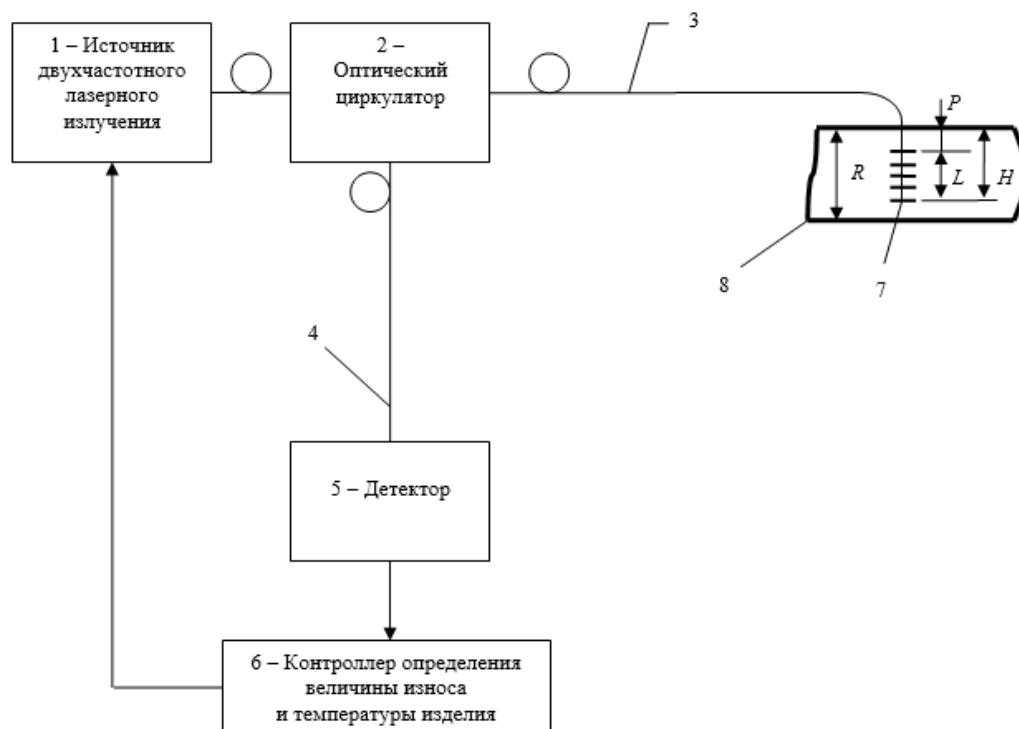 1 – Источник
двухчастотного
лазерного
излучения
2 –
Оптический
циркулятор
3
P
R
L
H
8
7
4
5 – Детектор
6 – Контроллер определения
величины износа
и температуры изделия